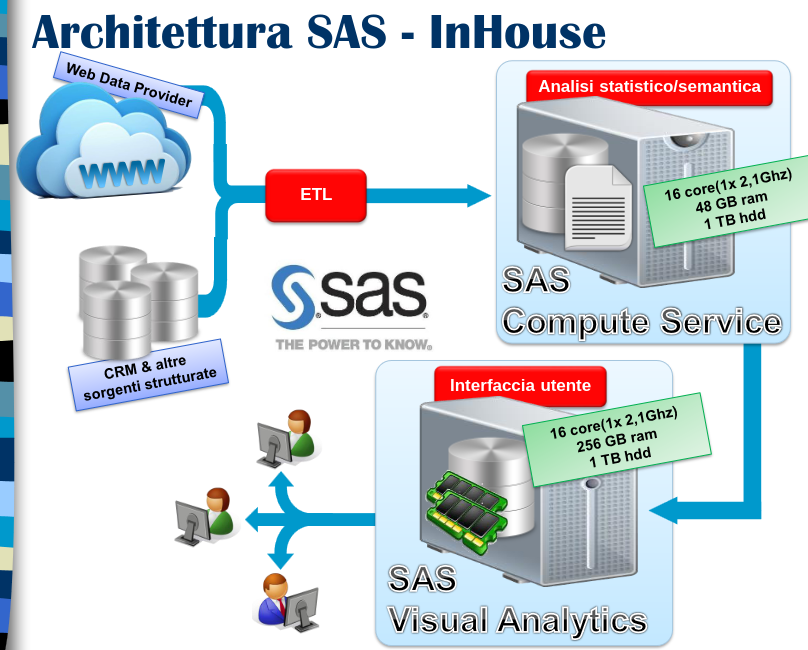 Architettura SAS - InHouse
Web Data Provider
www
CRM & altre
sorgenti strutturate
ETL
Analisi statistico/semantica
16 core(1x 2,1Ghz)
48 GB ram
1 TB hdd
SAS
Compute Service
sas
THE POWER TO KNOW®
Interfaccia utente
16 core(1x 2,1Ghz)
256 GB ram
1 TB hdd
SAS
Visual Analytics